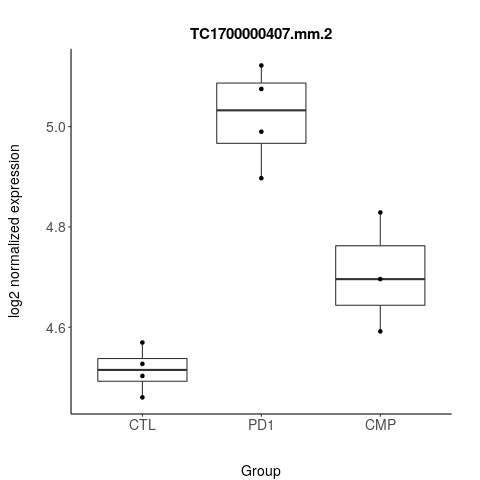 TC1700000407.mm.2
log2 normalized expression
5.0
4.8
4.6
CTL PD1 CMP
Group